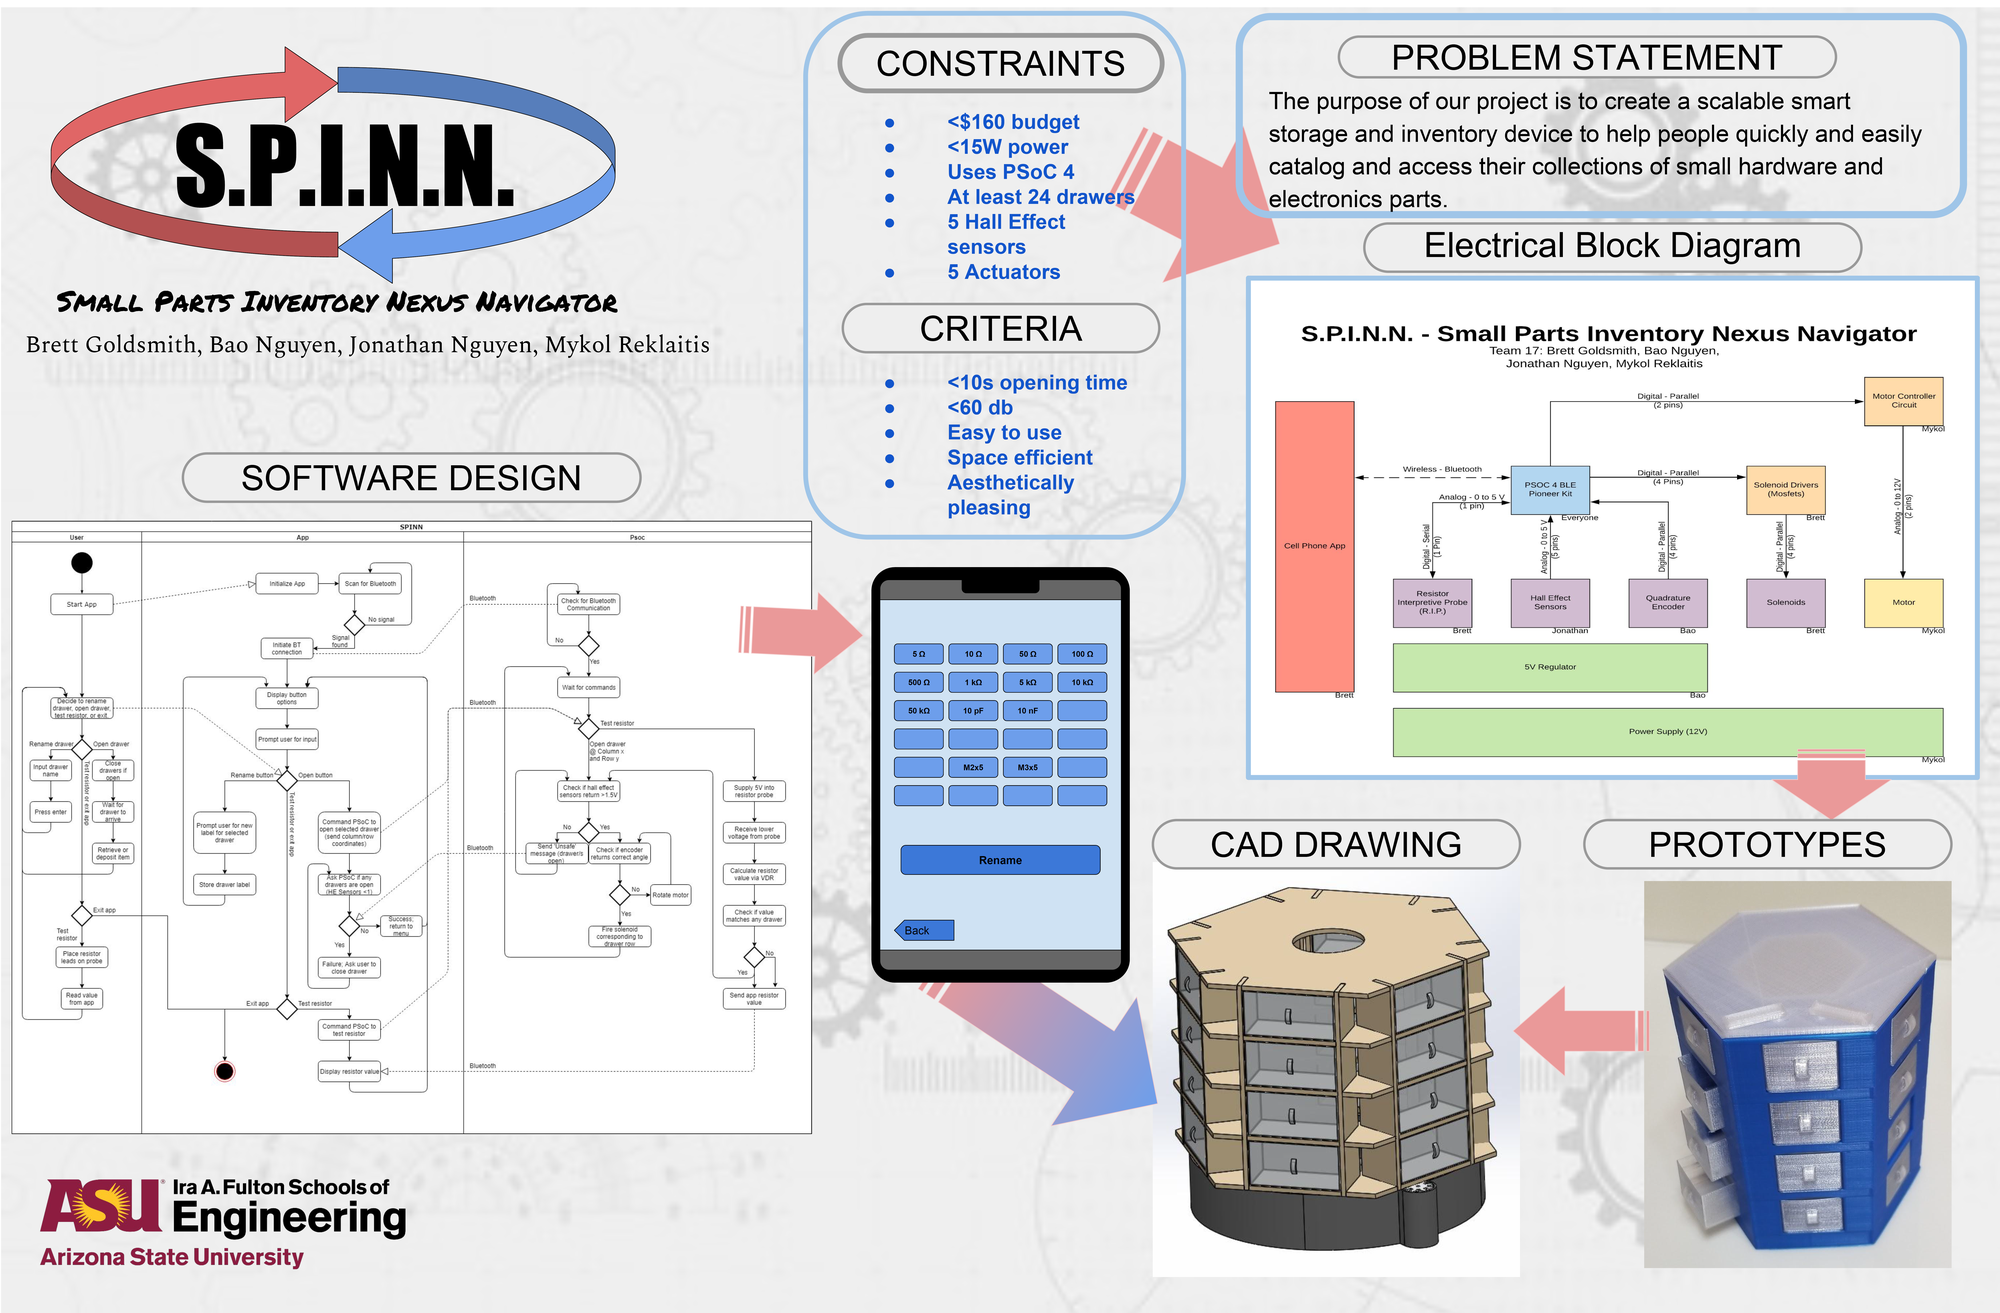 S.P.I.N.N.
Small Parts Inventory Nexus Navigator
Brett Goldsmith, Bao Nguyen, Jonathan Nguyen, Mykol Reklaitis
CONSTRAINTS
● <$160 budget
● <15W power
● Uses PSoC 4
● At least 24 drawers
● 5 Hall Effect
sensors
● 5 Actuators
CRITERIA
● <10s opening time
● <60 db
● Easy to use
● Space efficient
● Aesthetically
pleasing
PROBLEM STATEMENT
The purpose of our project is to create a scalable smart
storage and inventory device to help people quickly and easily
catalog and access their collections of small hardware and
electronics parts.
Electrical Block Diagram
S.P.I.N.N. - Small Parts Inventory Nexus Navigator
Team 17: Brett Goldsmith, Bao Nguyen,
Jonathan Nguyen, Mykol Reklaitis
Cell Phone App
Brett
Wireless - Bluetooth
Digital - Parallel
(2 pins)
Motor Controller
Circuit
Mykol
PSOC 4 BLE
Pioneer Kit
Everyone
Digital - Parallel
(4 Pins)
Solenoid Drivers
(Mosfets)
Brett
Analog - 0 to 5 V
(1 pin)
Digital - Serial
(1 Pin)
Analog - 0 to 5 V
(5 pins)
Digital - Parallel
(4 pins)
Digital - Parallel
(4 pins)
Analog - 0 to 12V
(2 pins)
Resistor
Interpretive Probe
(R.I.P.)
Brett
Hall Effect
Sensors
Jonathan
Quadrature
Encoder
Bao
Solenoids
Brett
Motor
Mykol
5V Regulator
Bao
Power Supply (12V)
Mykol
SOFTWARE DESIGN
SPINN
User
App
Psoc
Start App
Decide to rename
drawer, open drawer,
test resistor, or exit.
Rename drawer
Open drawer
Input drawer
name
Close
drawers if
open
Test resistor or exit app
Press enter
Wait for
drawer to
arrive
Retrieve or
deposit item
Exit app
Test
resistor
Place resistor
leads on probe
Read value
from app
Initialize App
Scan for Bluetooth
No signal
Signal
found
Initiate BT
connection
Display button
options
Prompt user for input
Rename button
Open button
Test resistor or exit app
Prompt user for new
label for selected
drawer
Store drawer label
Command PSoC to
open selected drawer
(send column/row
coordinates)
Ask PSoC if any
drawers are open
(HE Sensors <1)
No
Success;
return to
menu
Yes
Failure; Ask user to
close drawer
Exit app
Test resistor
Command PSoC to
test resistor
Display resistor value
Bluetooth
Bluetooth
Bluetooth
Bluetooth
Check for Bluetooth
Communication
No
Yes
Wait for commands
Test resistor
Open drawer
@ Column x
and Row y
Check if hall effect
sensors return >1.5V
No
Yes
Send 'Unsafe'
message (drawer/s
open)
Check if encoder
returns correct angle
No
Rotate motor
Yes
Fire solenoid
corresponding to
drawer row
Supply 5V into
resistor probe
Receive lower
voltage from probe
Calculate resistor
value via VDR
Check if value
matches any drawer
No
Yes
Send app resistor
value
5 Ω 10 Ω 50 Ω 100 Ω
500 Ω 1 kΩ 5 kΩ 10 kΩ
50 kΩ 10 pF 10 nF
M2x5 M3x5
Rename
Back
CAD DRAWING
PROTOTYPES
ASU Ira A. Fulton Schools of
Engineering
Arizona State University